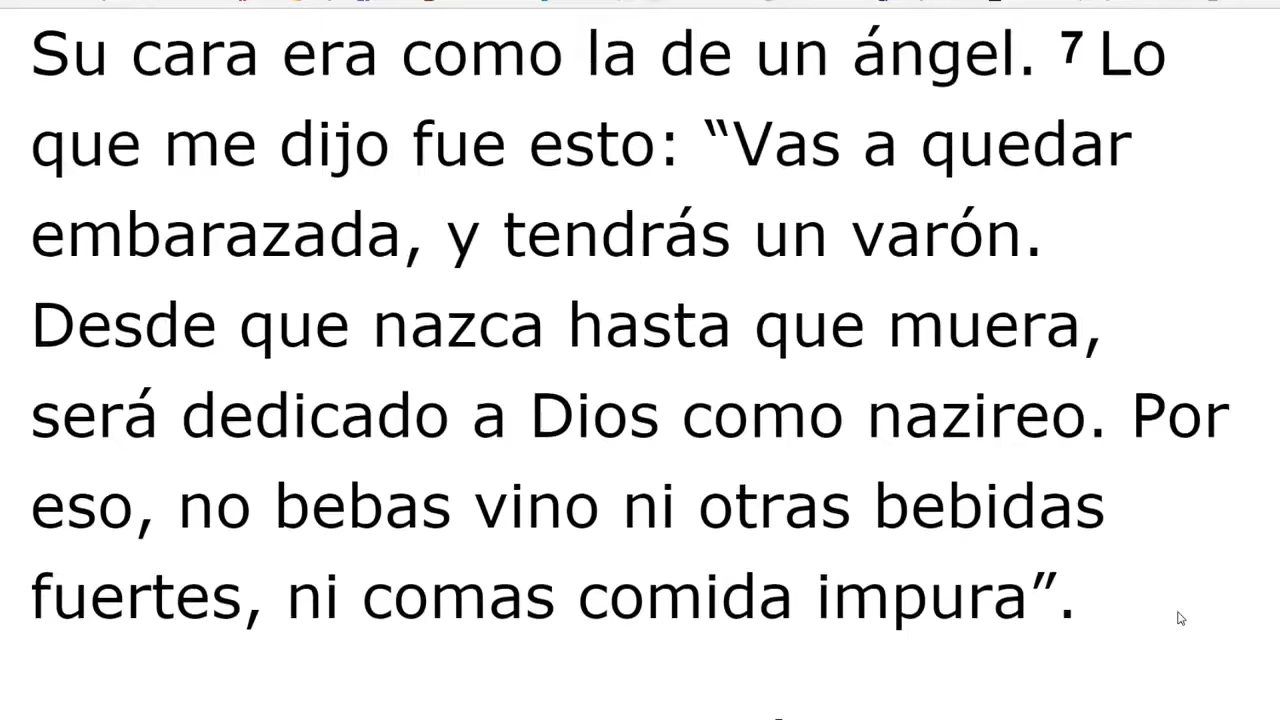 Su cara era como la de un ángel. 7 Lo
que me dijo fue esto: “Vas a quedar
embarazada, y tendrás un varón.
Desde que nazca hasta que muera,
será dedicado a Dios como nazireo. Por
eso, no bebas vino ni otras bebidas
fuertes, ni comas comida impura”.